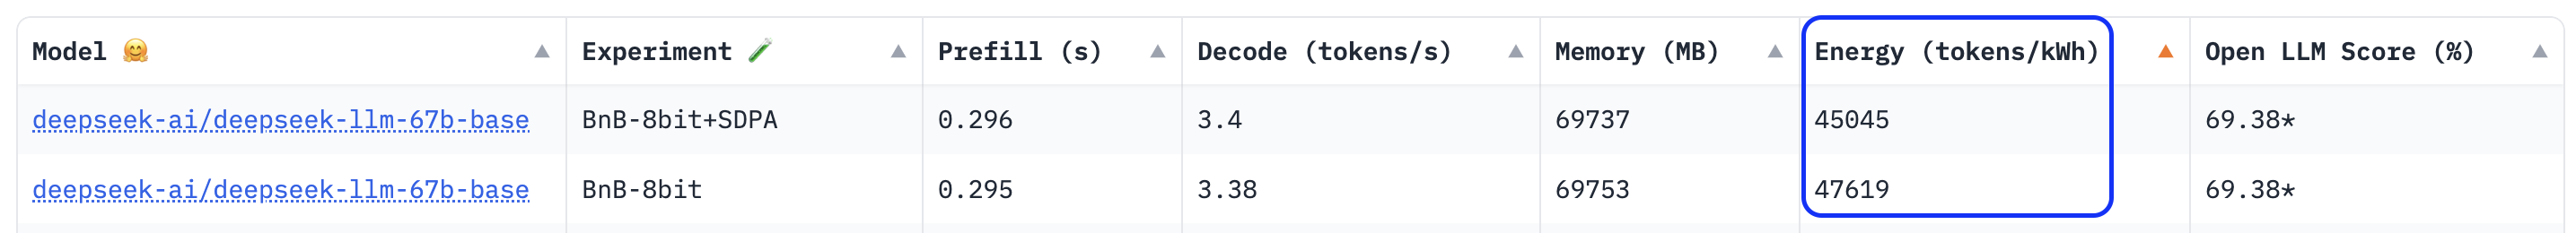 Model 🤗 ▲ Experiment 🧪 ▲ Prefill (s) ▲ Decode (tokens/s) ▲ Memory (MB) ▲ Energy (tokens/kWh) ▲ Open LLM Score (%) ▲
deepseek-ai/deepseek-llm-67b-base BnB-8bit+SDPA 0.296 3.4 69737 45045 69.38*
deepseek-ai/deepseek-llm-67b-base BnB-8bit 0.295 3.38 69753 47619 69.38*